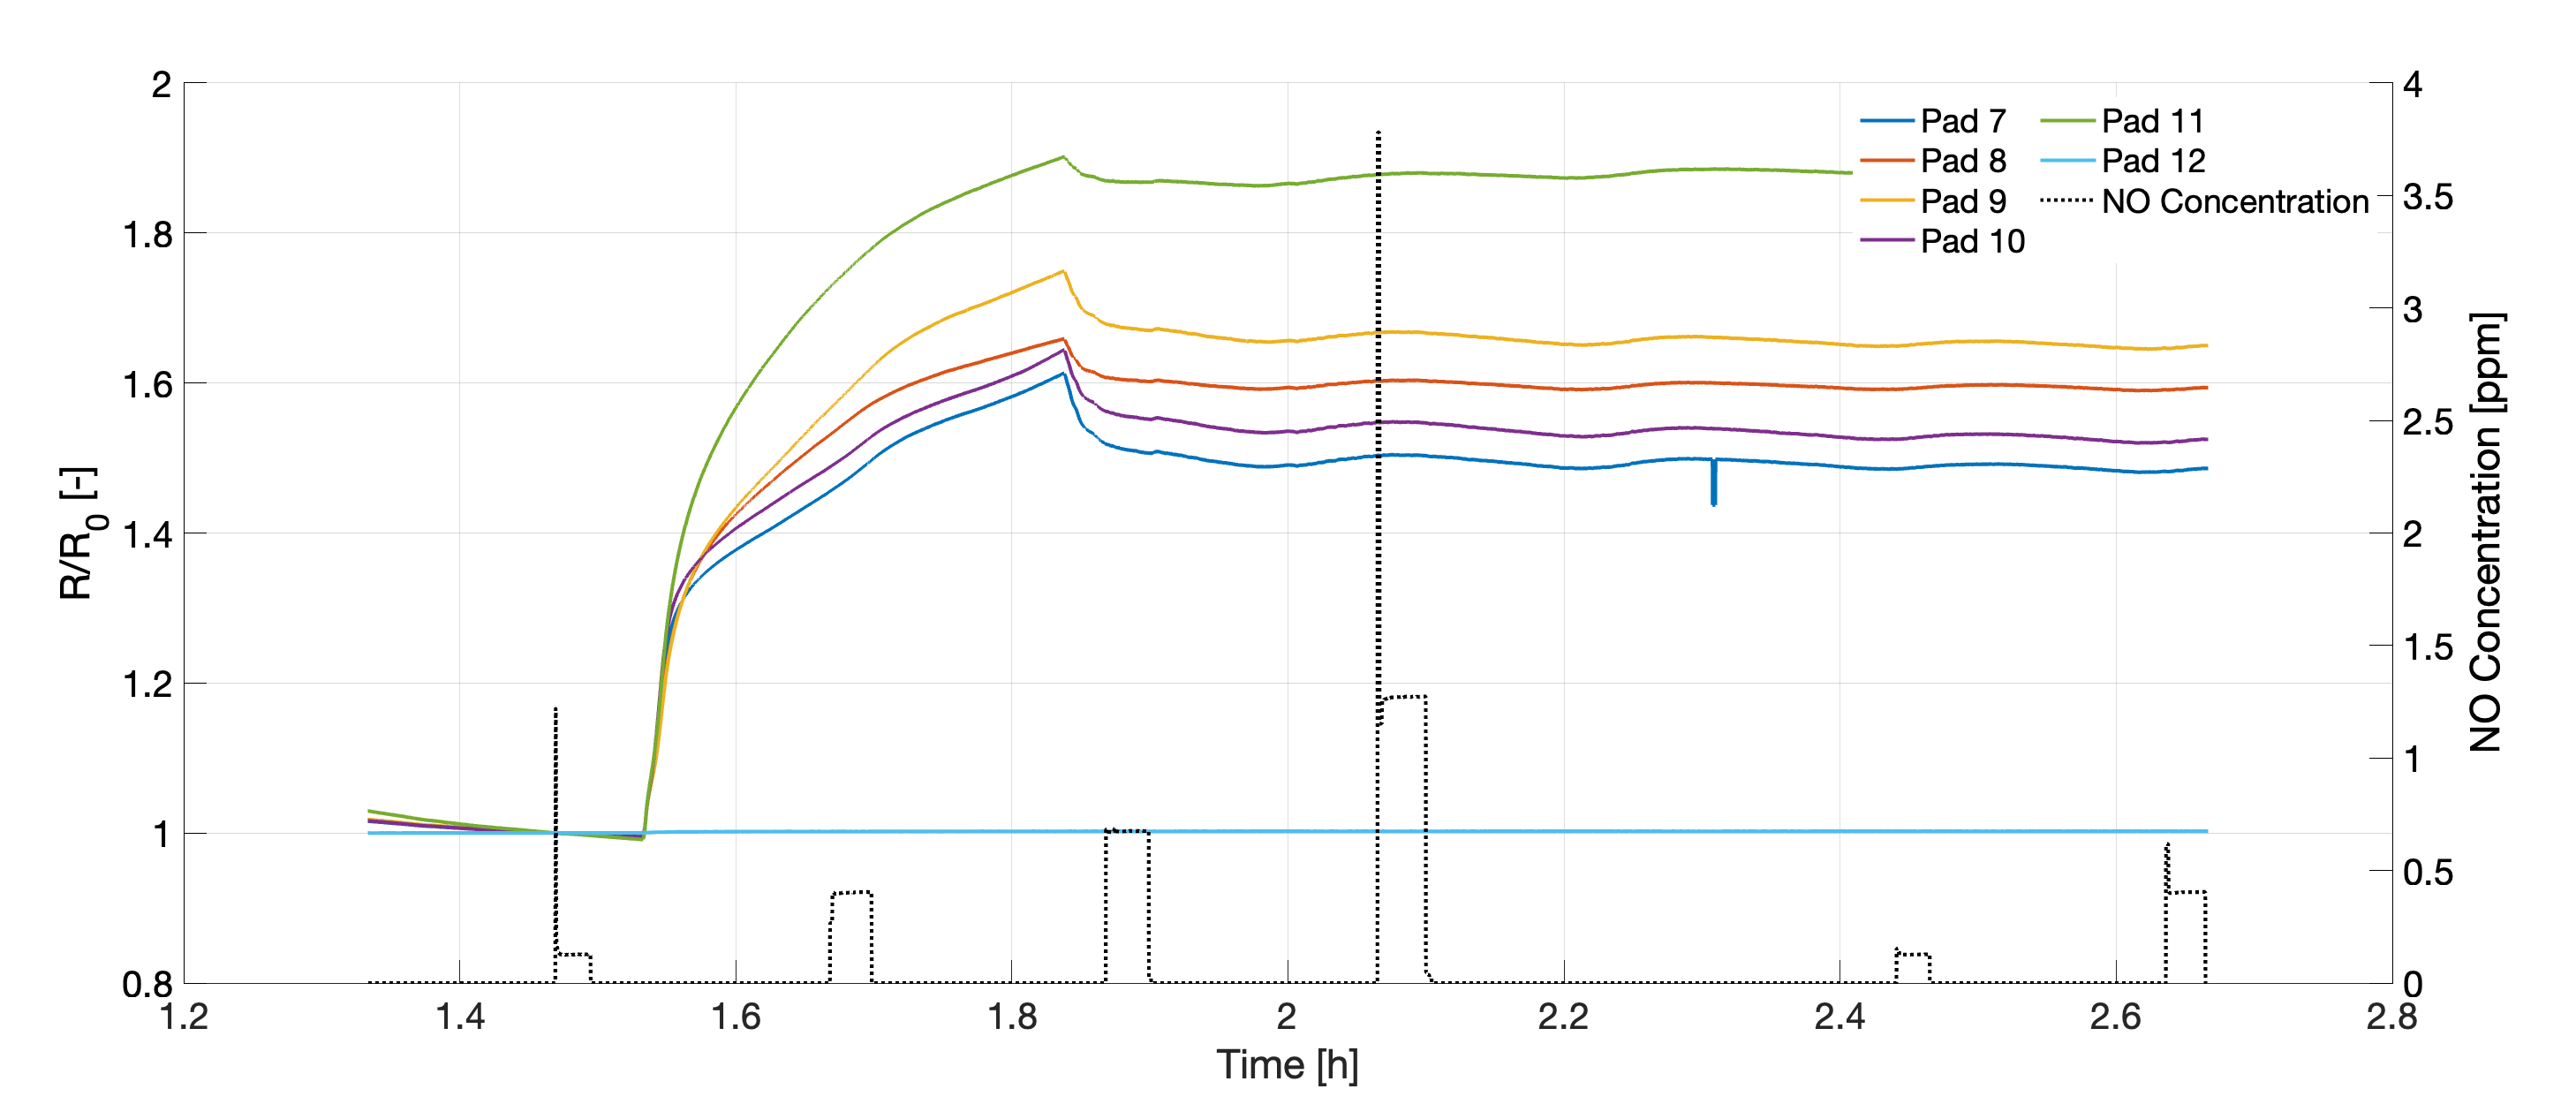 2
1.8
1.6
1.4
1.2
1
0.8
R/R0 [-]
1.2 1.4 1.6 1.8 2 2.2 2.4 2.6 2.8
Time [h]
4
3.5
3
2.5
2
1.5
1
0.5
0
NO Concentration [ppm]
Pad 7 Pad 11
Pad 8 Pad 12
Pad 9 NO Concentration
Pad 10